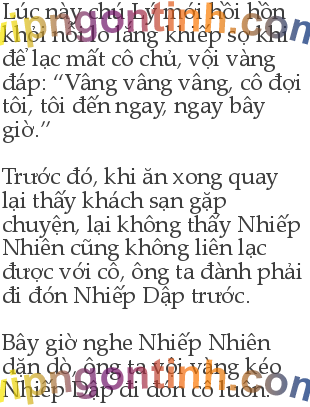 Lúc này chú Lý mới hồi hồn
khỏi nỗi lo lắng khiếp sợ khi
để lạc mất cô chủ, vội vàng
đáp: “Vâng vâng vâng, cô đợi
tôi, tôi đến ngay, ngay bây
giờ.”
Trước đó, khi ăn xong quay
lại thấy khách sạn gặp
chuyện, lại không thấy Nhiếp
Nhiên cũng không liên lạc
được với cô, ông ta đành phải
đi đón Nhiếp Dập trước.
Bây giờ nghe Nhiếp Nhiên
dặn dò, ông ta vội vàng kéo
Nhiếp Dập đi đón cô luôn.